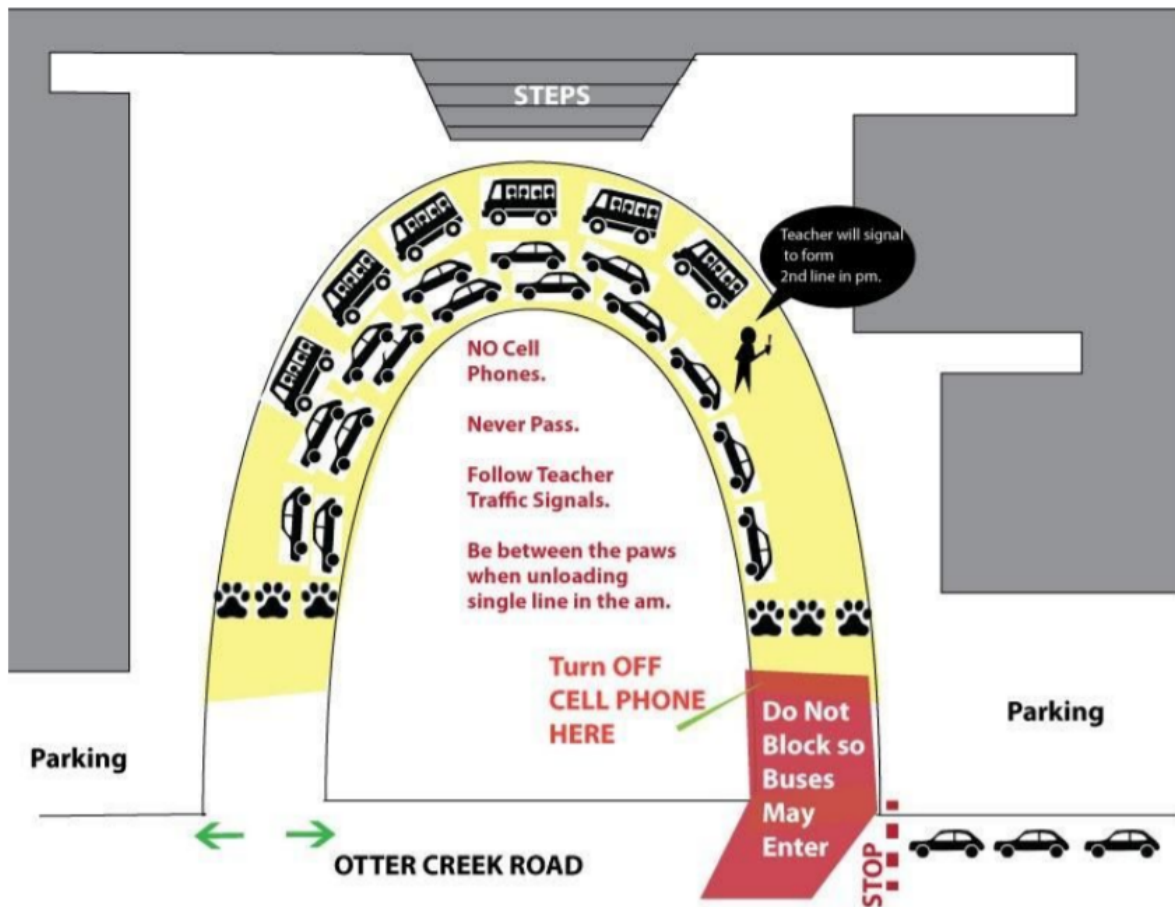 STEPS
Teacher will signal
to form
2nd line in pm.
NO Cell
Phones.
Never Pass.
Follow Teacher
Traffic Signals.
Be between the paws
when unloading
single line in the am.
Turn OFF
CELL PHONE
HERE
Do Not
Block so
Buses
May
Enter
Parking
Parking
STOP
OTTER CREEK ROAD